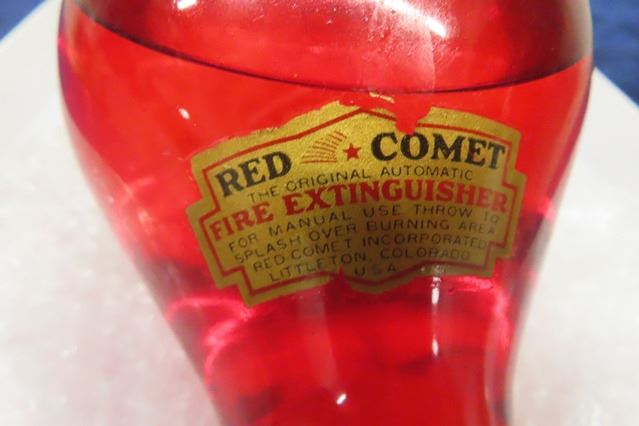 RED COMET
THE ORIGINAL AUTOMATIC
FIRE EXTINGUISHER
FOR MANUAL USE THROW TO
SPLASH OVER BURNING AREA
RED COMET INCORPORATED
LITTLETON, COLORADO
U S A